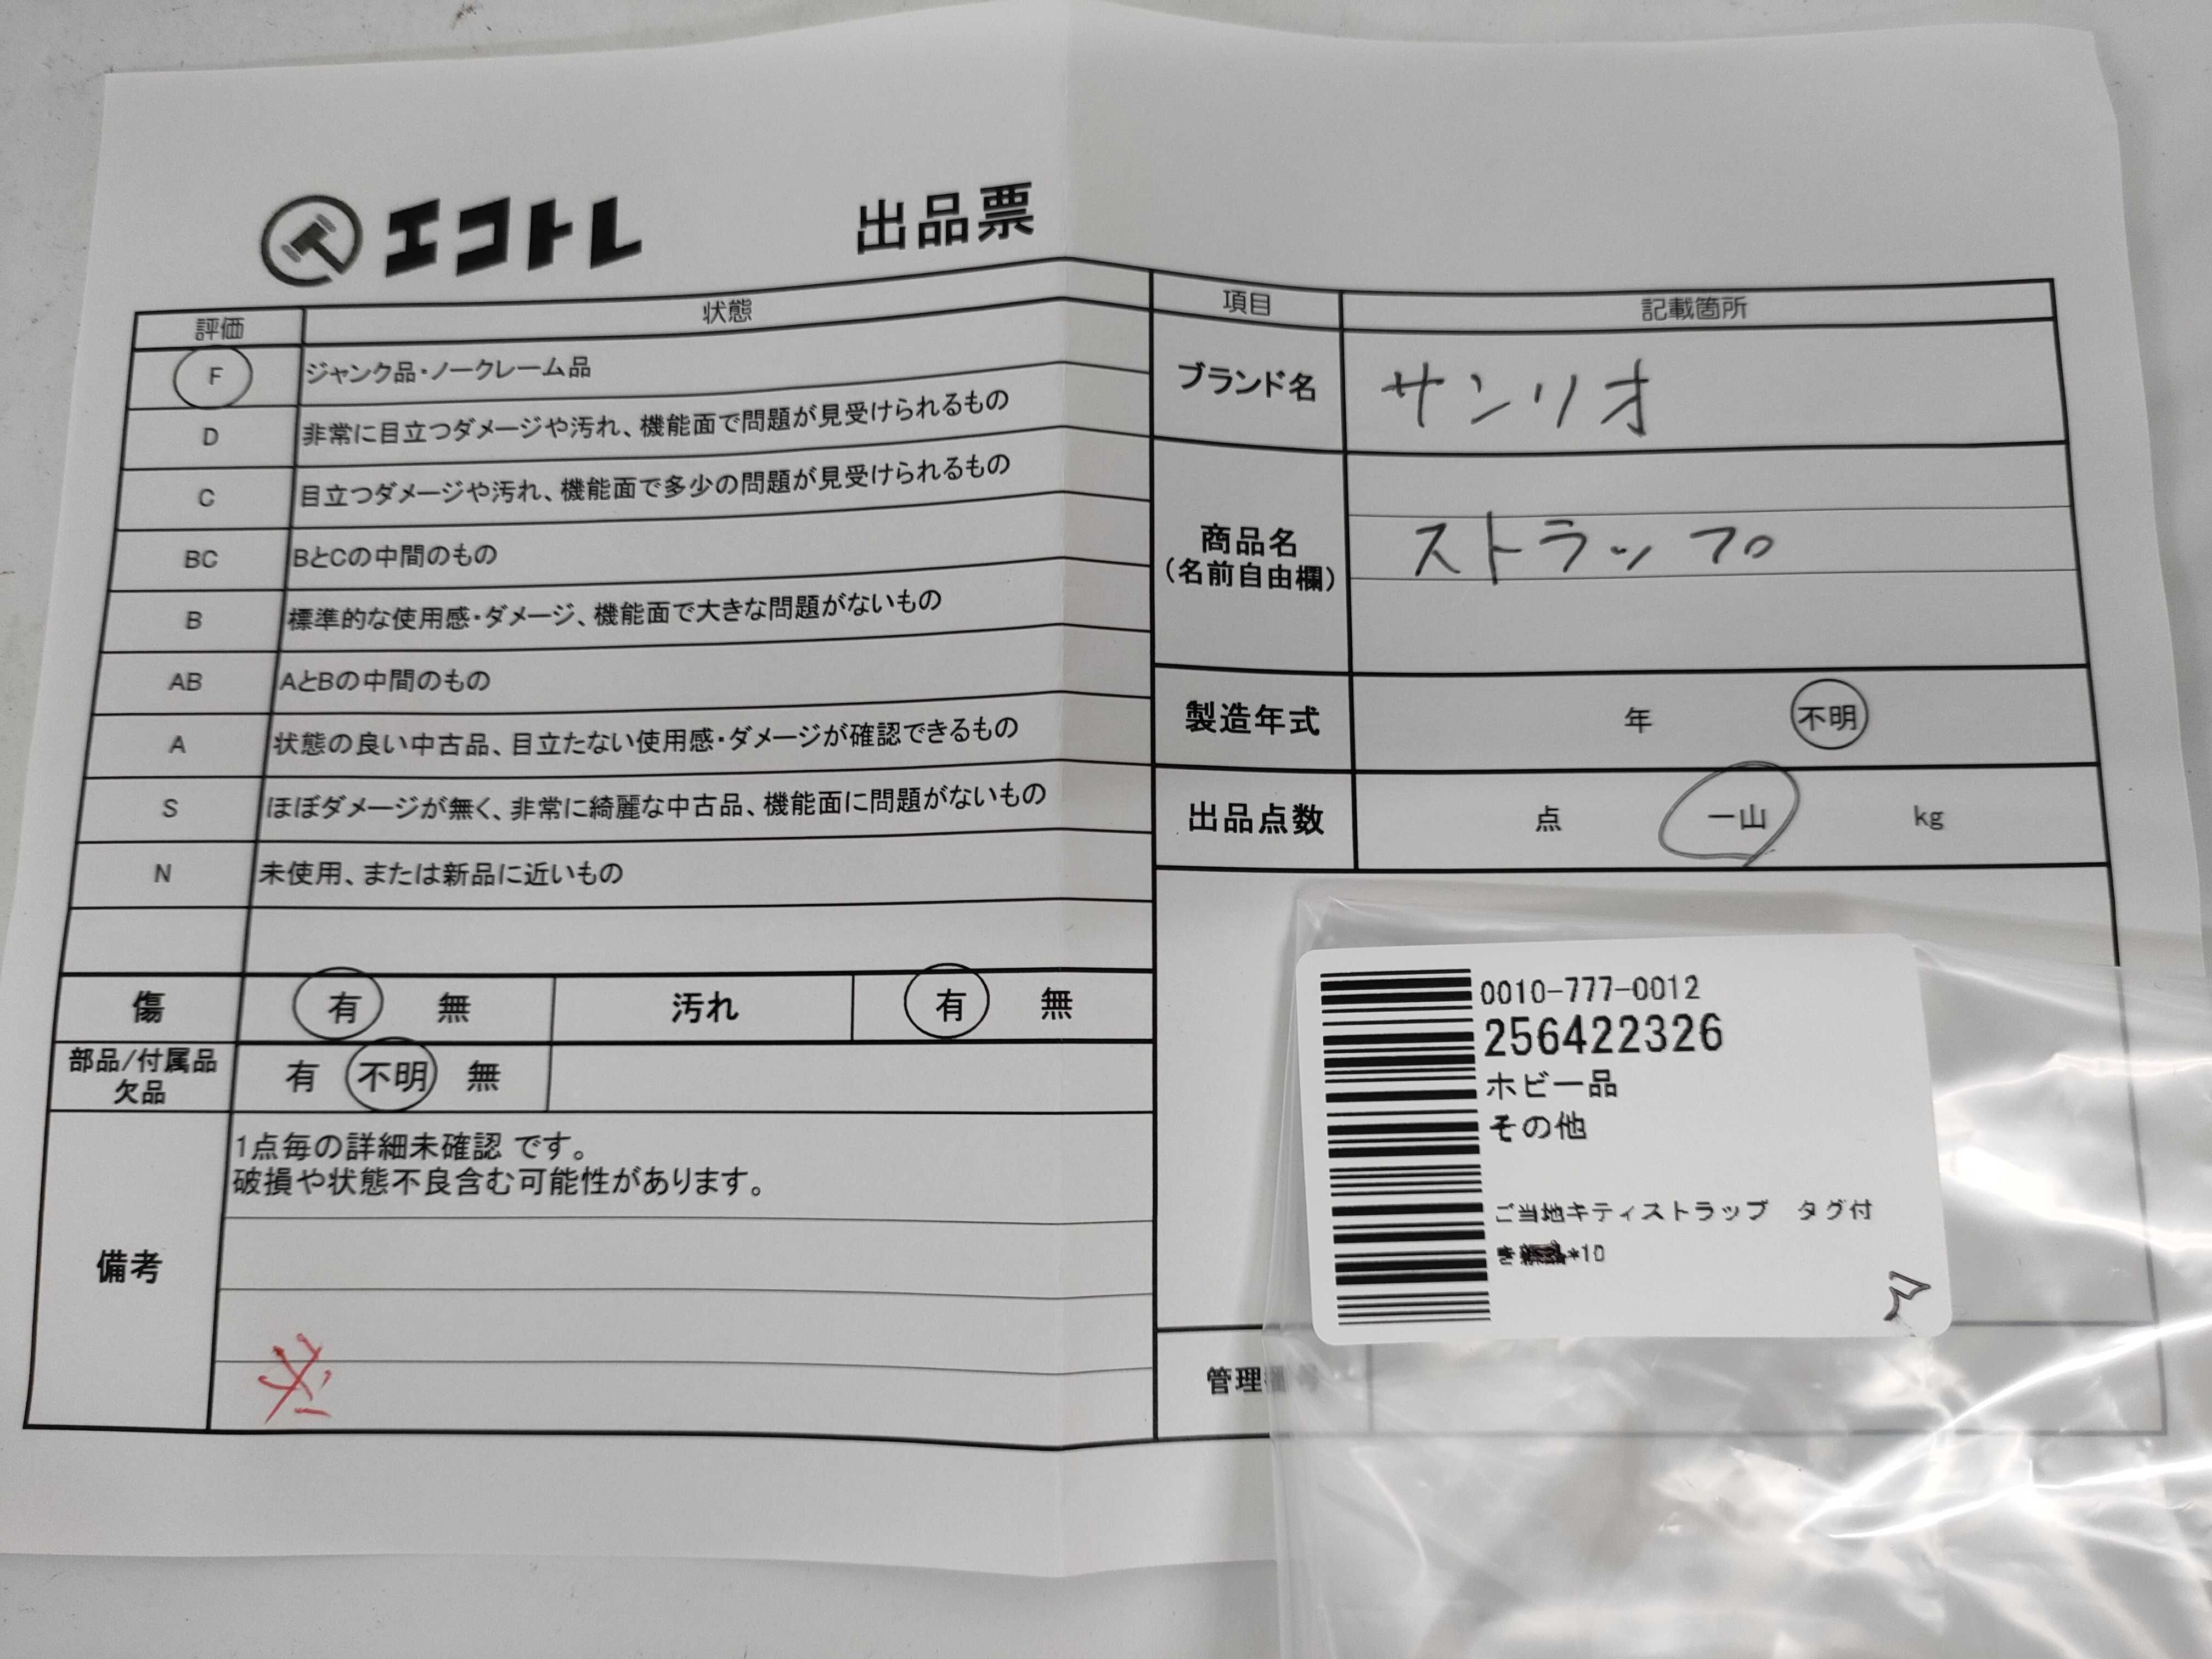 エコトレ
出品票
評価 状態
F ジャンク品・ノークレーム品
D 非常に目立つダメージや汚れ、機能面で問題が見受けられるもの
C 目立つダメージや汚れ、機能面で多少の問題が見受けられるもの
BC BとCの中間のもの
B 標準的な使用感・ダメージ、機能面で大きな問題がないもの
AB AとBの中間のもの
A 状態の良い中古品、目立たない使用感・ダメージが確認できるもの
S ほぼダメージが無く、非常に綺麗な中古品、機能面に問題がないもの
N 未使用、または新品に近いもの
傷 有 無 汚れ 有 無
部品/付属品
欠品
有 不明 無
備考
1点毎の詳細未確認 です。
破損や状態不良含む可能性があります。
項目 記載箇所
ブランド名 サンリオ
商品名
(名前自由欄)
ストラップ
製造年式 年 不明
出品点数 点 一山 kg
0010-777-0012
256422326
ホビー品
その他
ご当地キティストラップ タグ付
*10
ア
管理